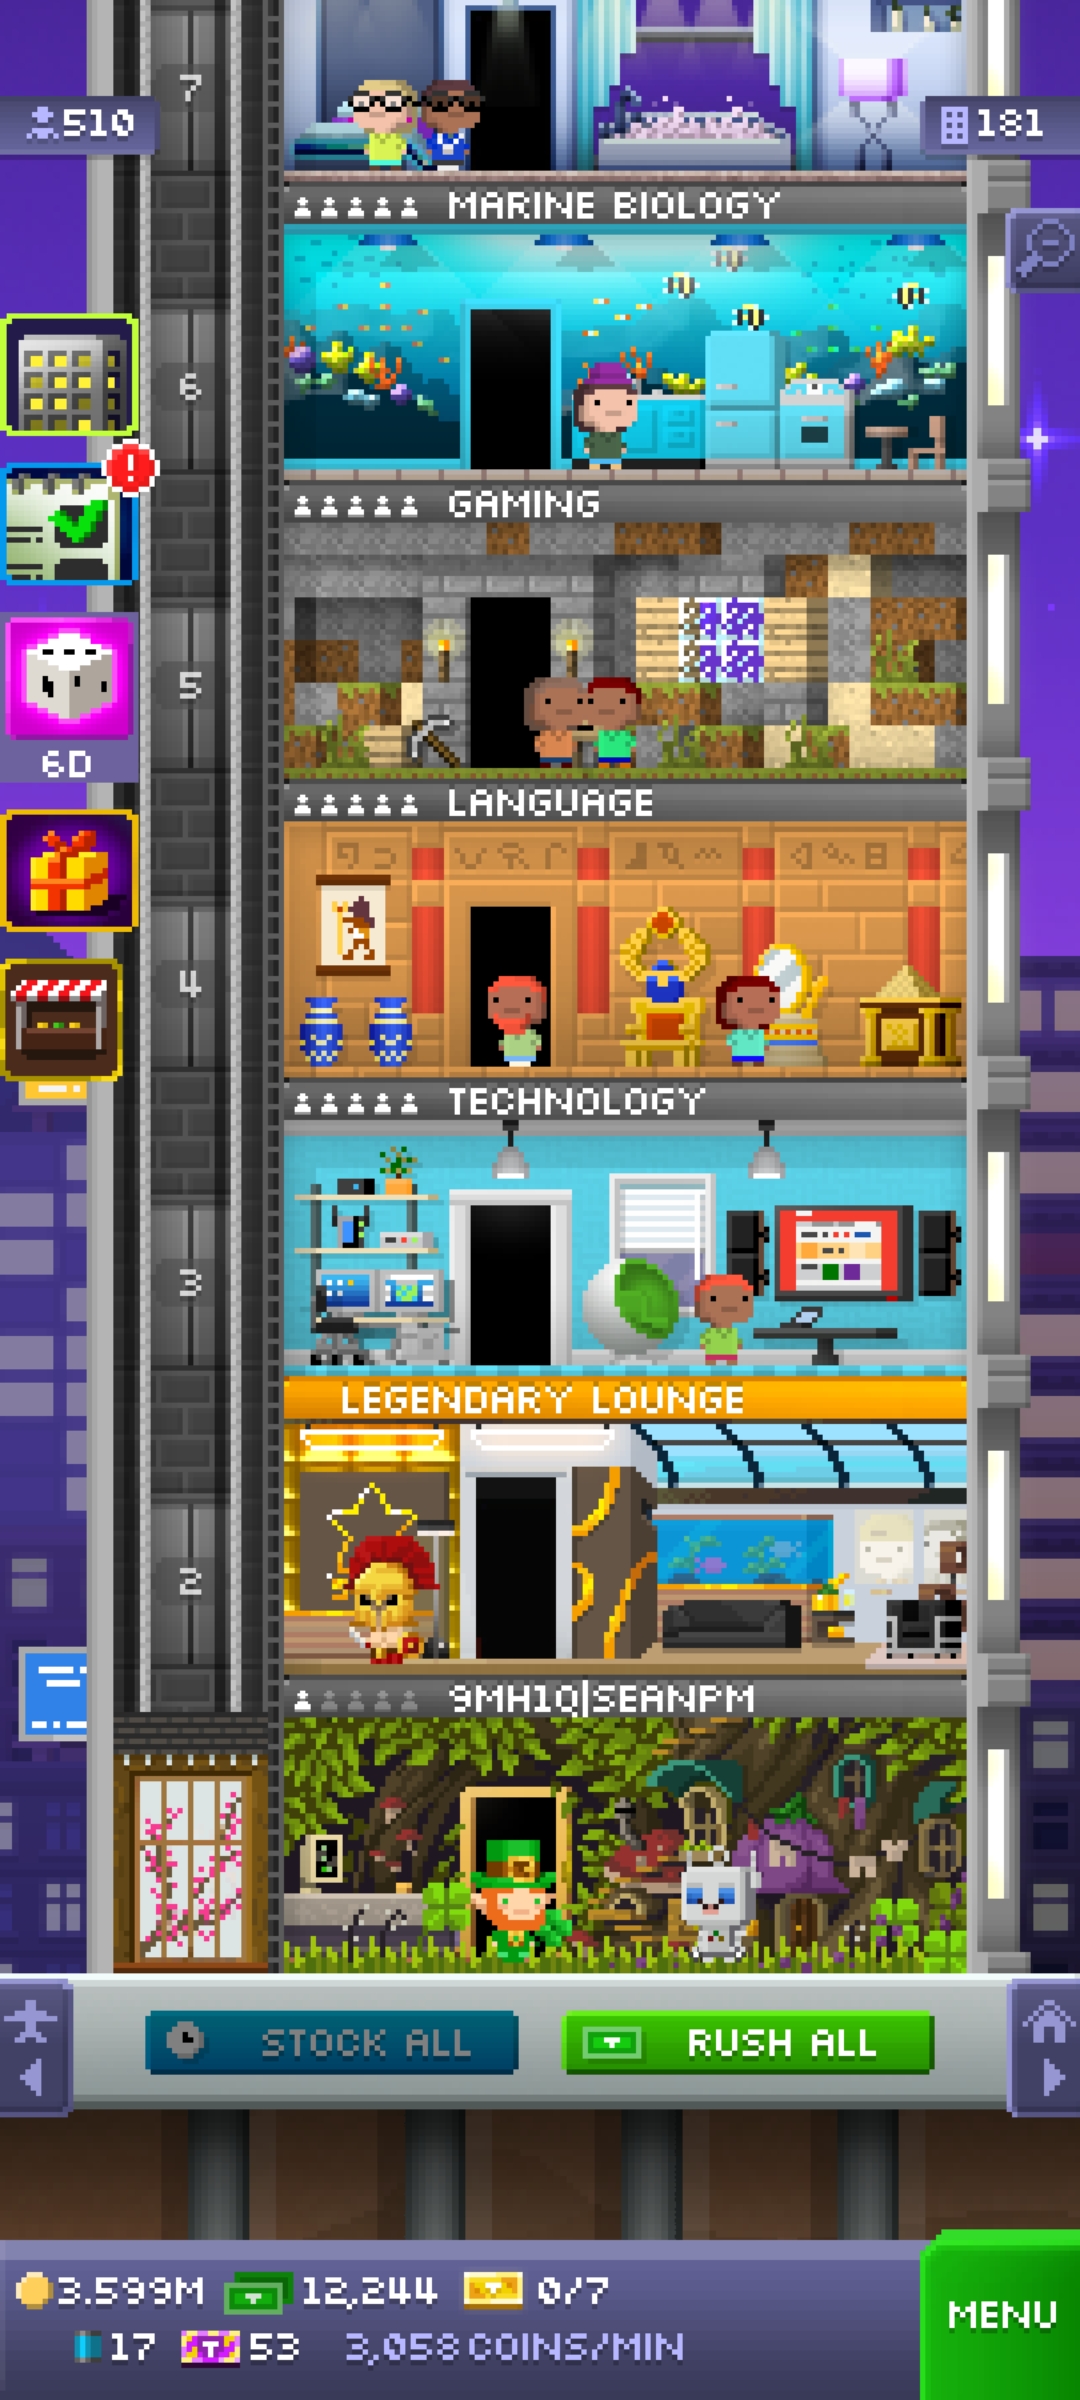 7
510
181
MARINE BIOLOGY
6
GAMING
5
6D
LANGUAGE
4
TECHNOLOGY
3
LEGENDARY LOUNGE
2
9MH1Q|SEANPM
STOCK ALL
RUSH ALL
3.599M 12,244 0/7
17 53 3,058 COINS/MIN
MENU